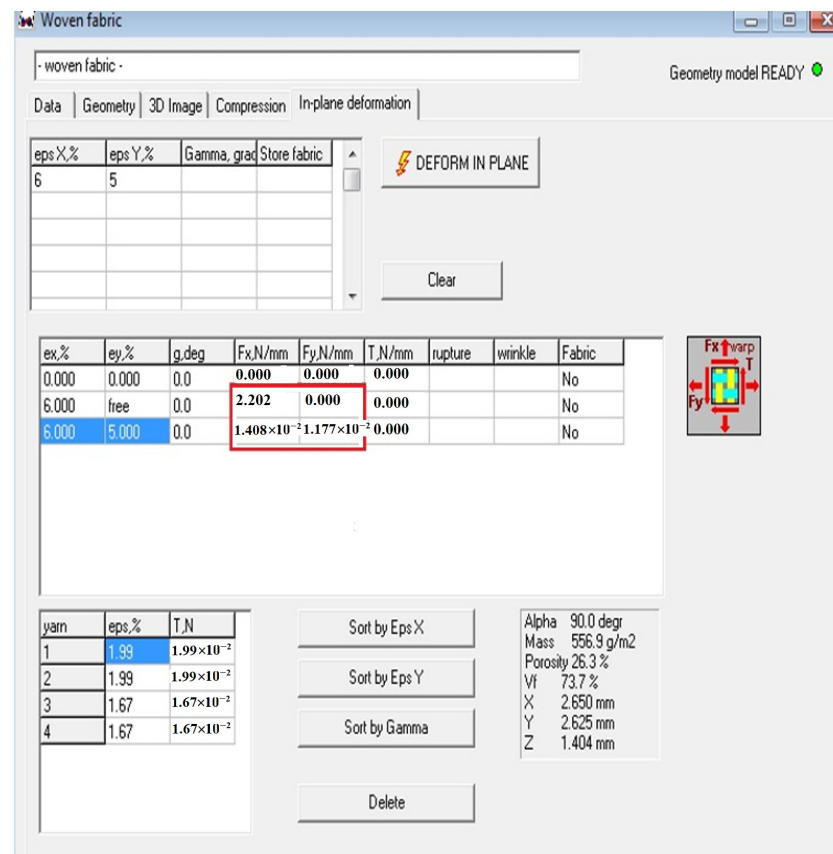 Woven fabric
- woven fabric -
Geometry model READY
Data Geometry 3D Image Compression In-plane deformation
eps X,% eps Y,% Gamma, grad Store fabric
6 5
DEFORM IN PLANE
Clear
ex,% ey,% g,deg Fx,N/mm Fy,N/mm T,N/mm rupture wrinkle Fabric
0.000 0.000 0.0 0.000 0.000 0.000 No
6.000 free 0.0 2.202 0.000 0.000 No
6.000 5.000 0.0 1.408×10⁻² 1.177×10⁻² 0.000 No
Fx warp
T
Fy
yarn eps,% T,N
1 1.99 1.99×10⁻²
2 1.99 1.99×10⁻²
3 1.67 1.67×10⁻²
4 1.67 1.67×10⁻²
Sort by Eps X
Sort by Eps Y
Sort by Gamma
Delete
Alpha 90.0 degr
Mass 556.9 g/m2
Porosity 26.3 %
Vf 73.7 %
X 2.650 mm
Y 2.625 mm
Z 1.404 mm